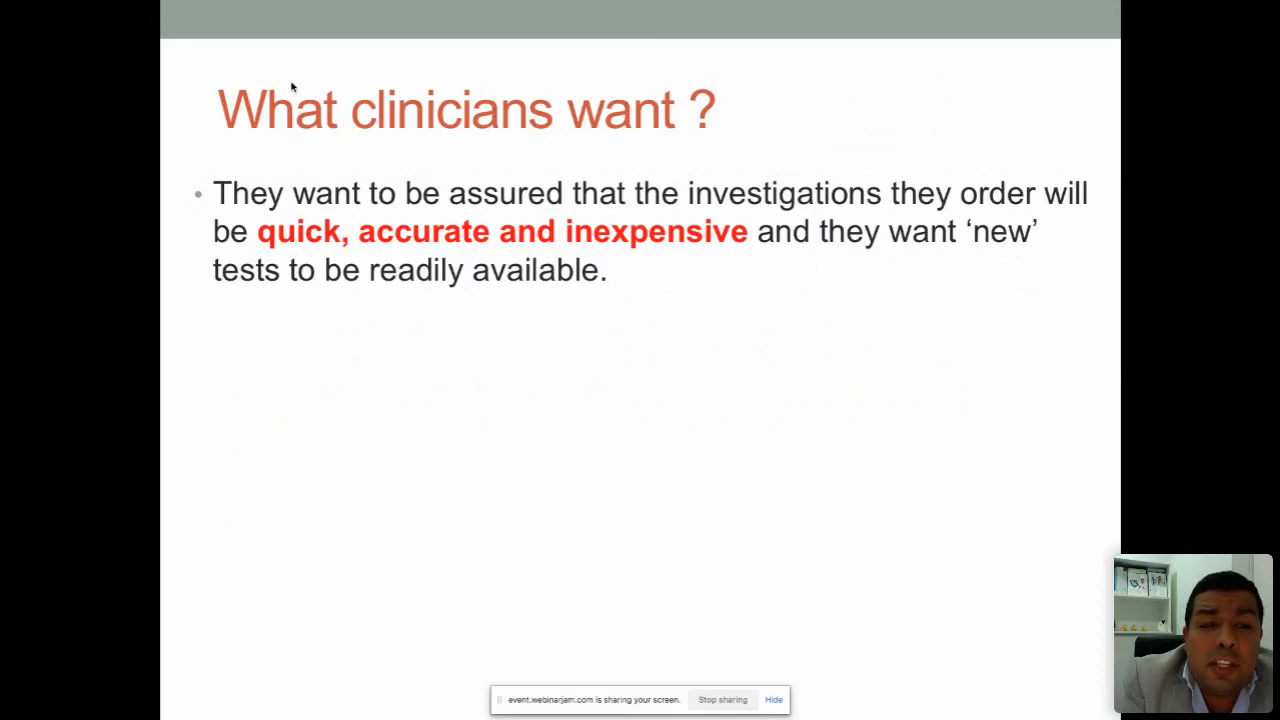 What clinicians want ?
• They want to be assured that the investigations they order will
be quick, accurate and inexpensive and they want ‘new’
tests to be readily available.
event.webinarjam.com is sharing your screen. Stop sharing Hide